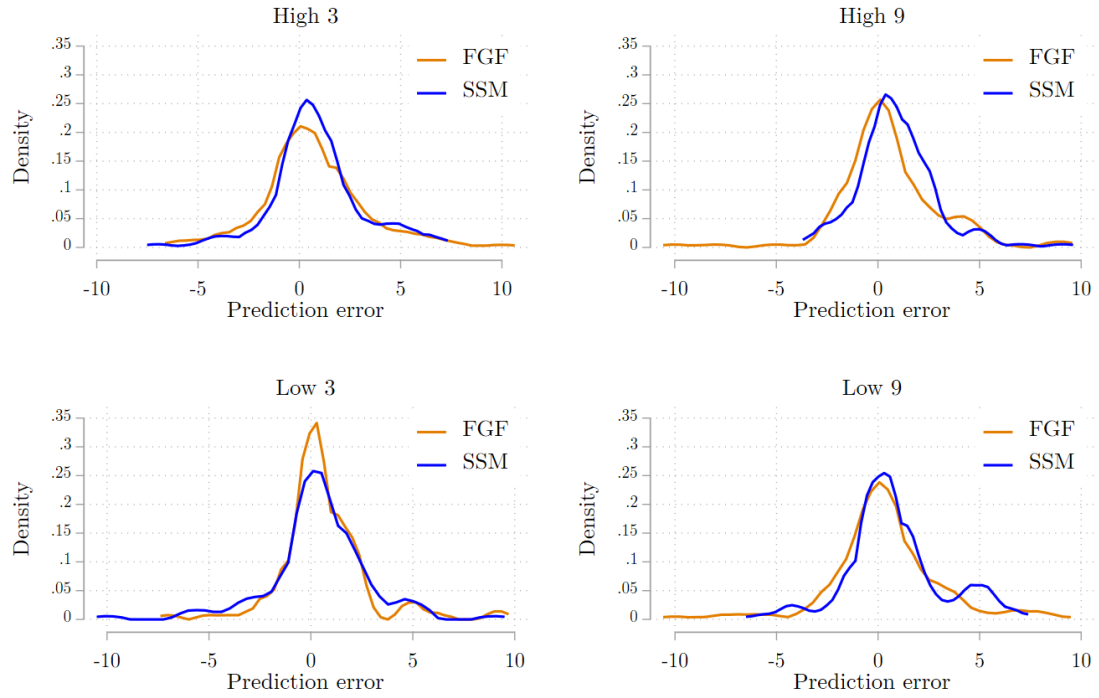 High 3
.35
.3
.25
.2
.15
.1
.05
0
Density
FGF
SSM
-10 -5 0 5 10
Prediction error
High 9
.35
.3
.25
.2
.15
.1
.05
0
Density
FGF
SSM
-10 -5 0 5 10
Prediction error
Low 3
.35
.3
.25
.2
.15
.1
.05
0
Density
FGF
SSM
-10 -5 0 5 10
Prediction error
Low 9
.35
.3
.25
.2
.15
.1
.05
0
Density
FGF
SSM
-10 -5 0 5 10
Prediction error